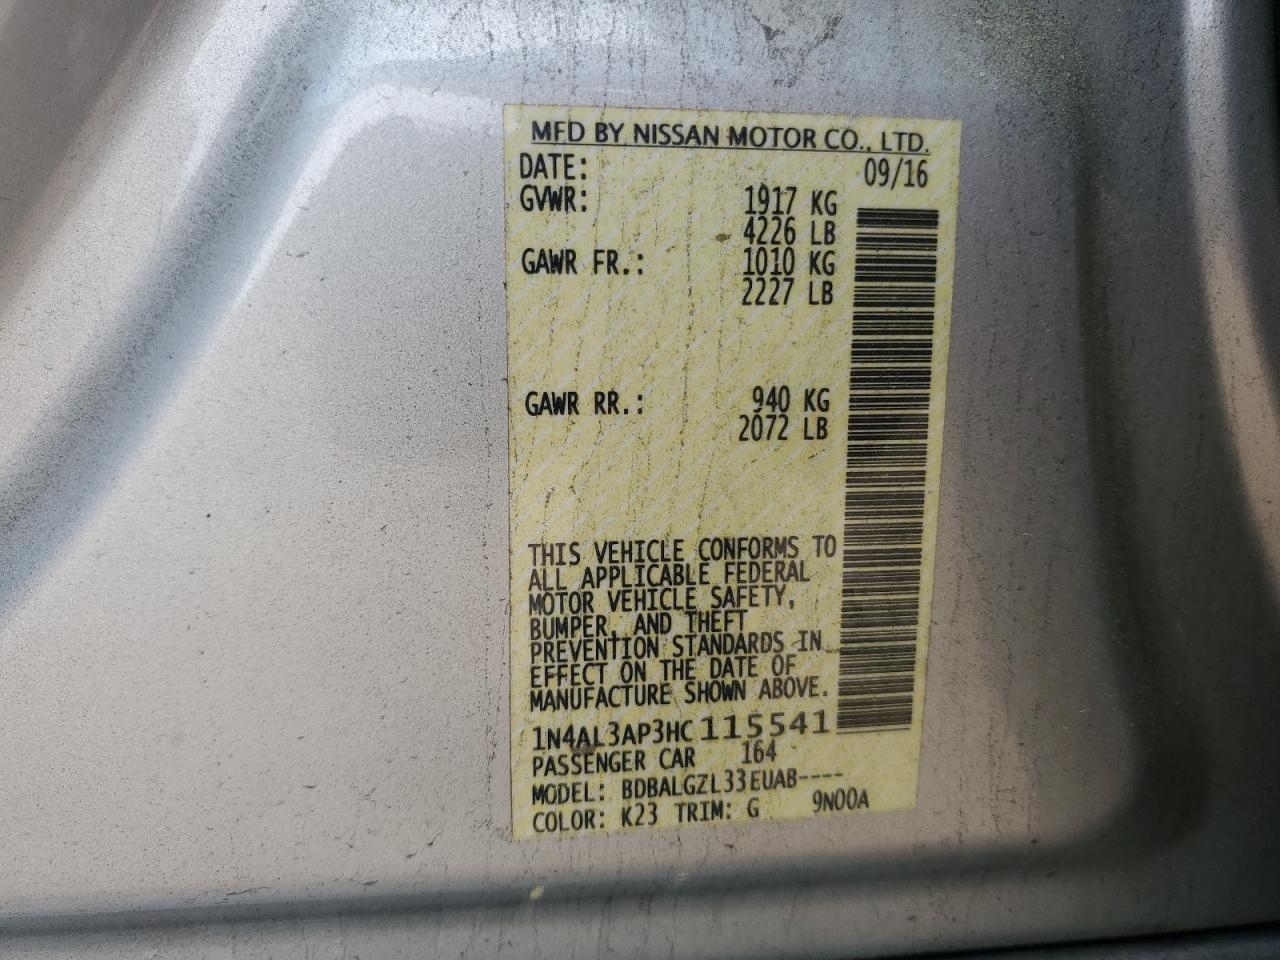 MFD BY NISSAN MOTOR CO., LTD.
DATE: 09/16
GVWR: 1917 KG
4226 LB
GAWR FR.: 1010 KG
2227 LB
GAWR RR.: 940 KG
2072 LB
THIS VEHICLE CONFORMS TO
ALL APPLICABLE FEDERAL
MOTOR VEHICLE SAFETY,
BUMPER, AND THEFT
PREVENTION STANDARDS IN
EFFECT ON THE DATE OF
MANUFACTURE SHOWN ABOVE.
1N4AL3AP3HC115541
PASSENGER CAR 164
MODEL: BDBALGZL33EUAB----
COLOR: K23 TRIM: G 9N00A